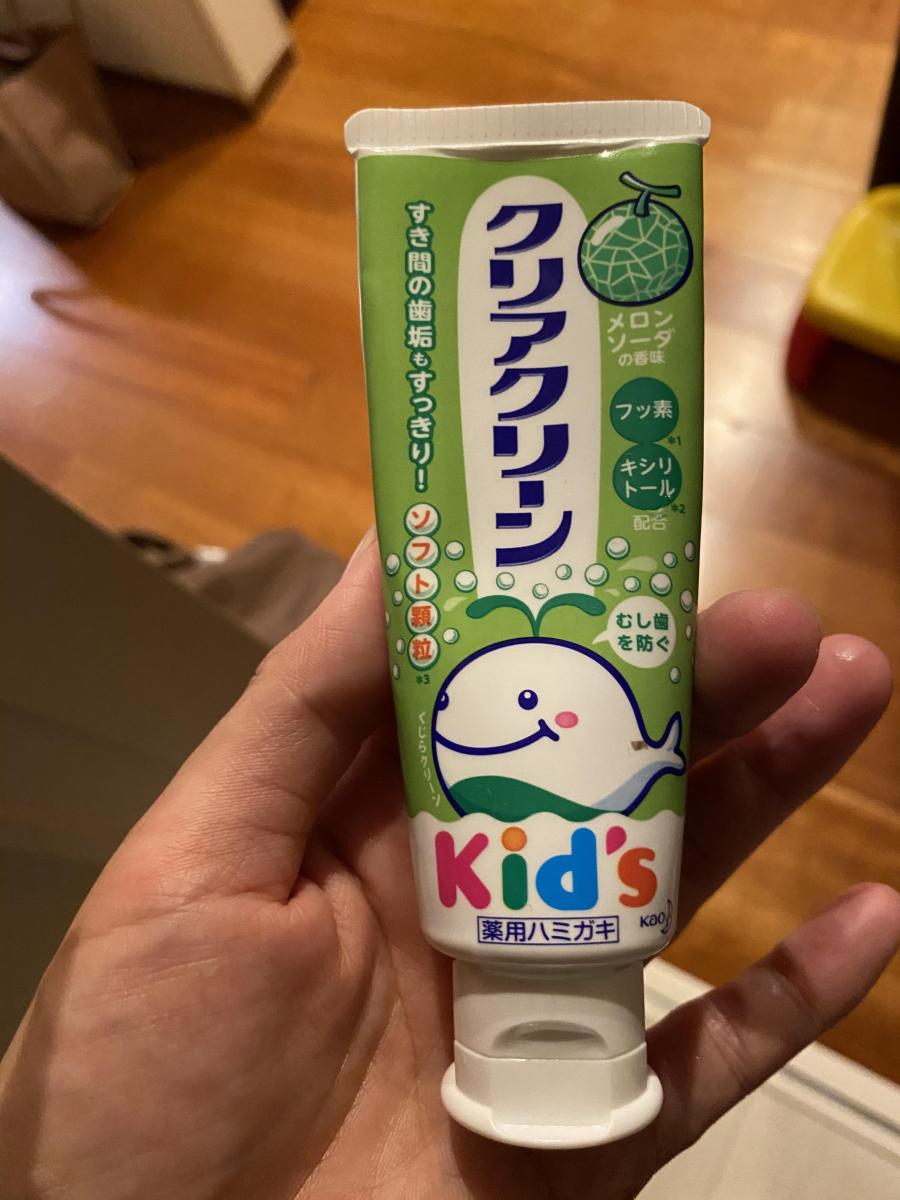 すき間の歯垢もすっきり!
ソフト顆粒
*3
クリアクリーン
メロン
ソーダ
の香味
フッ素
*1
キシリ
トール
*2
配合
むし歯
を防ぐ
くじらクリーン
Kid's
薬用ハミガキ
Kao